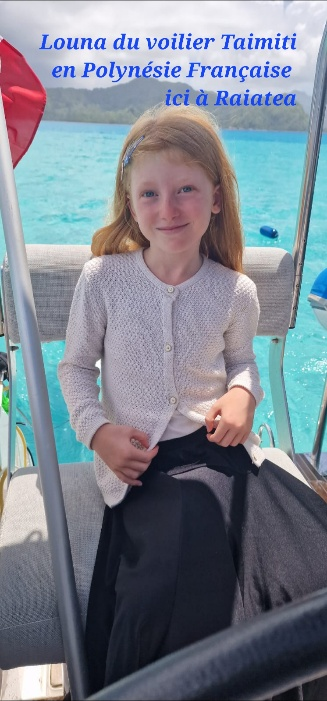 Louna du voilier Taimiti
en Polynésie Française
ici à Raiatea